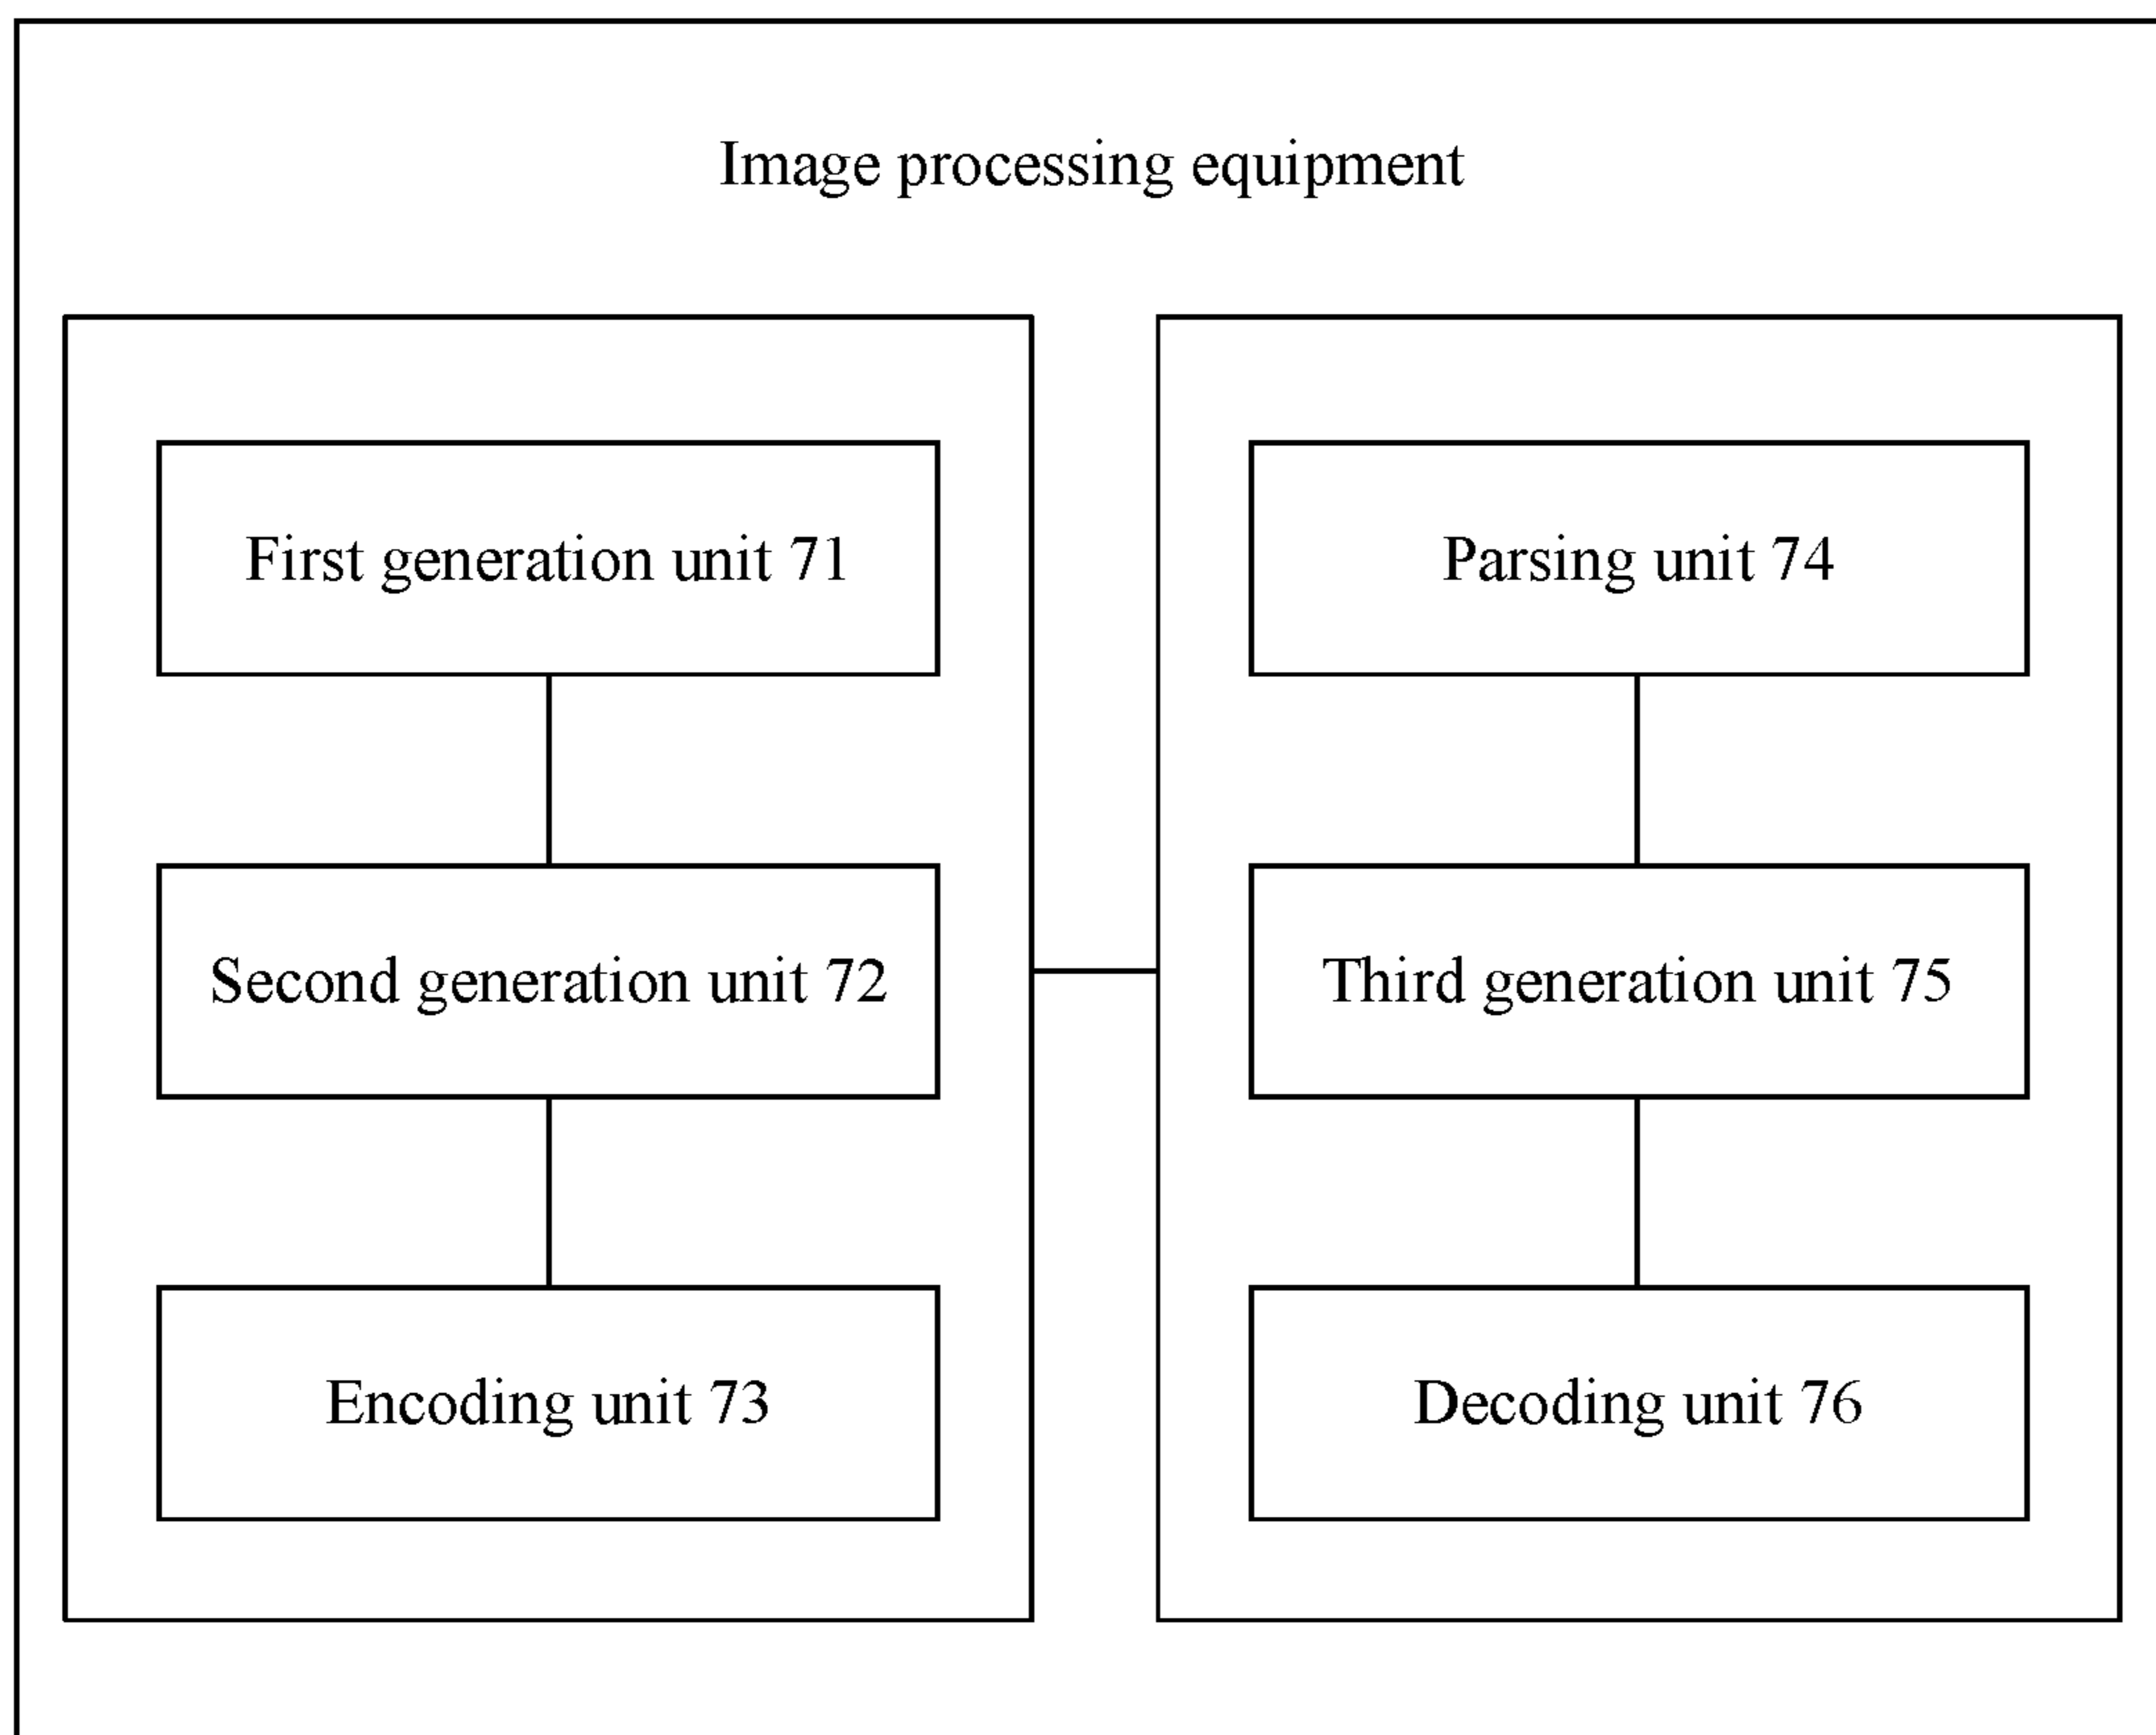 Image processing equipment
First generation unit 71
Second generation unit 72
Encoding unit 73
Parsing unit 74
Third generation unit 75
Decoding unit 76